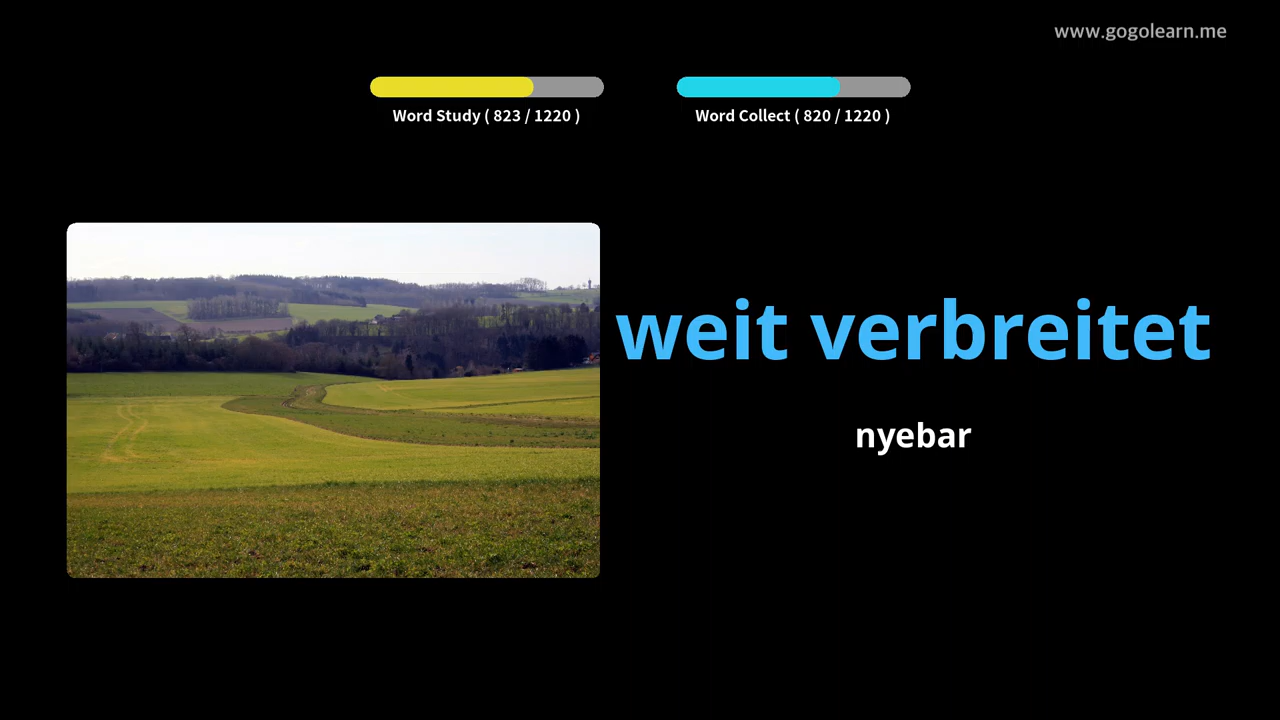 www.gogolearn.me
Word Study ( 823 / 1220 )
Word Collect ( 820 / 1220 )
weit verbreitet
nyebar